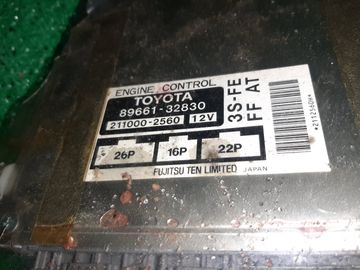 ENGINE CONTROL
TOYOTA
89661-32830
211000-2560 12V
3S-FE
FF AT
26P 16P 22P
FUJITSU TEN LIMITED JAPAN
*2112560K*